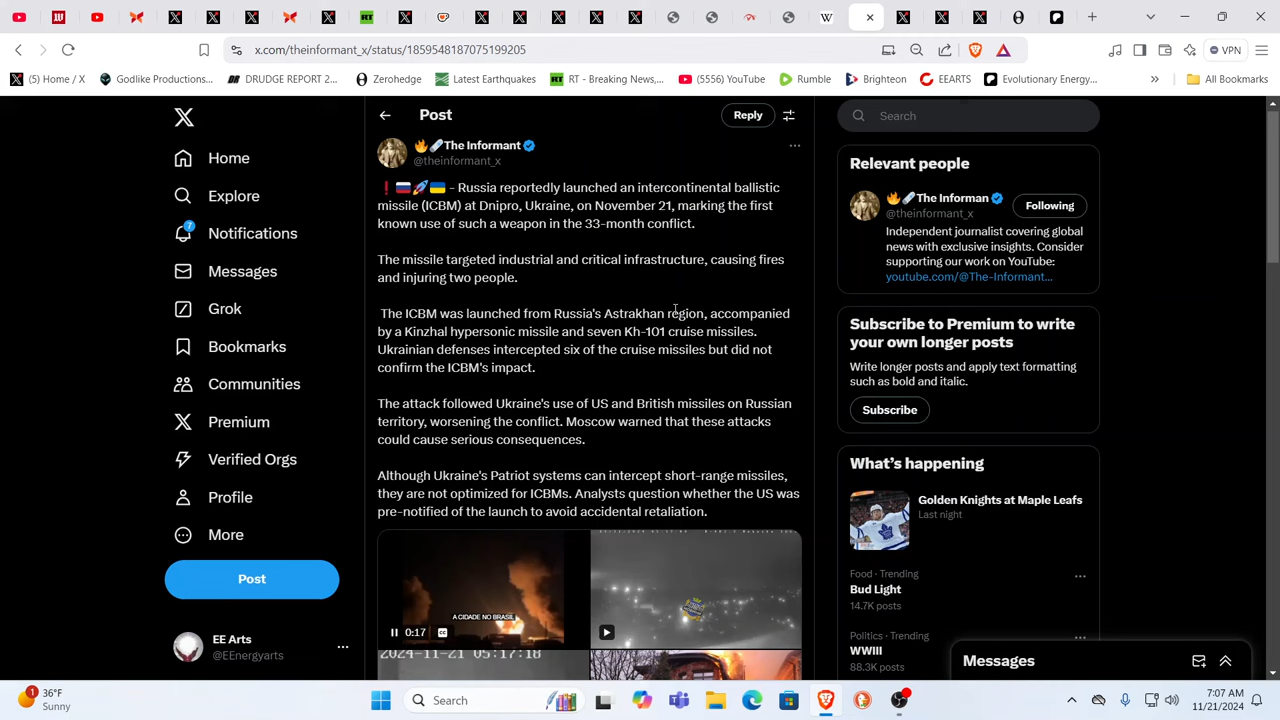 x.com/theinformant_x/status/1859548187075199205
VPN
(5) Home / X
Godlike Productions...
DRUDGE REPORT 2...
Zerohedge
Latest Earthquakes
RT - Breaking News,...
(555) YouTube
Rumble
Brighteon
EEARTS
Evolutionary Energy...
»
All Bookmarks
Home
Explore
7
Notifications
Messages
Grok
Bookmarks
Communities
Premium
Verified Orgs
Profile
More
Post
EE Arts
@EEnergyarts
Post
Reply
🔥🚀The Informant
@theinformant_x
❗️🇷🇺🚀🇺🇦 - Russia reportedly launched an intercontinental ballistic
missile (ICBM) at Dnipro, Ukraine, on November 21, marking the first
known use of such a weapon in the 33-month conflict.
The missile targeted industrial and critical infrastructure, causing fires
and injuring two people.
The ICBM was launched from Russia's Astrakhan region, accompanied
by a Kinzhal hypersonic missile and seven Kh-101 cruise missiles.
Ukrainian defenses intercepted six of the cruise missiles but did not
confirm the ICBM's impact.
The attack followed Ukraine's use of US and British missiles on Russian
territory, worsening the conflict. Moscow warned that these attacks
could cause serious consequences.
Although Ukraine's Patriot systems can intercept short-range missiles,
they are not optimized for ICBMs. Analysts question whether the US was
pre-notified of the launch to avoid accidental retaliation.
A CIDADE NO BRASIL
0:17
CC
2024-11-21 05:17:18
Search
Relevant people
🔥🚀The Informan
@theinformant_x
Following
Independent journalist covering global
news with exclusive insights. Consider
supporting our work on YouTube:
youtube.com/@The-Informant...
Subscribe to Premium to write
your own longer posts
Write longer posts and apply text formatting
such as bold and italic.
Subscribe
What's happening
Golden Knights at Maple Leafs
Last night
Food · Trending
Bud Light
14.7K posts
Politics · Trending
WWIII
88.3K posts
Messages
1
36°F
Sunny
Search
7:07 AM
11/21/2024